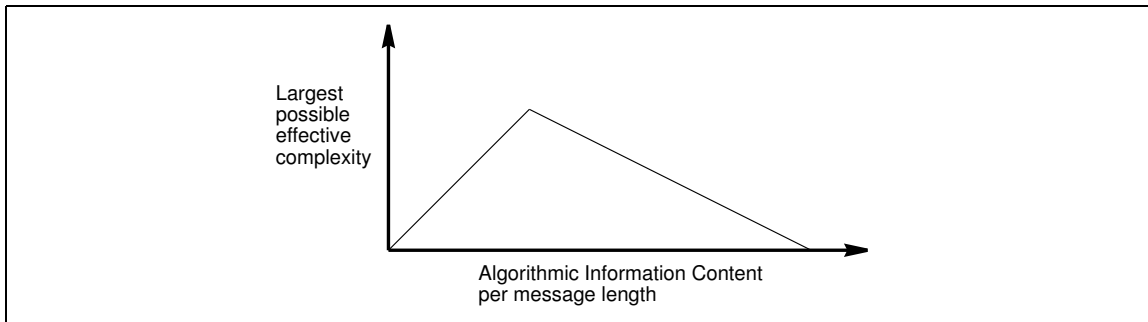 Largest
possible
effective
complexity
Algorithmic Information Content
per message length